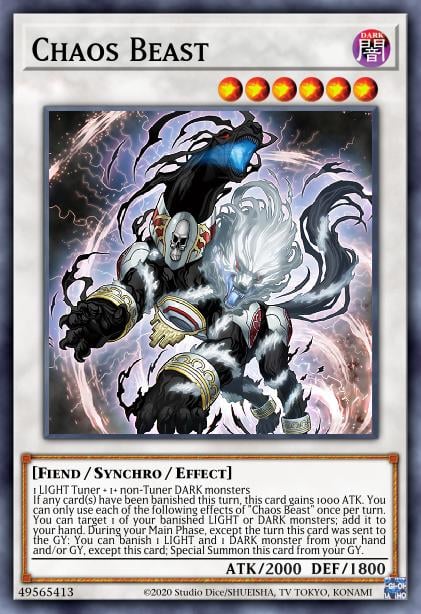 Chaos Beast
DARK
闇
[Fiend / Synchro / Effect]
1 LIGHT Tuner + 1+ non-Tuner DARK monsters
If any card(s) have been banished this turn, this card gains 1000 ATK. You
can only use each of the following effects of "Chaos Beast" once per turn.
You can target 1 of your banished LIGHT or DARK monsters; add it to
your hand. During your Main Phase, except the turn this card was sent to
the GY: You can banish 1 LIGHT and 1 DARK monster from your hand
and/or GY, except this card; Special Summon this card from your GY.
ATK/2000 DEF/1800
49565413 ©2020 Studio Dice/SHUEISHA, TV TOKYO, KONAMI